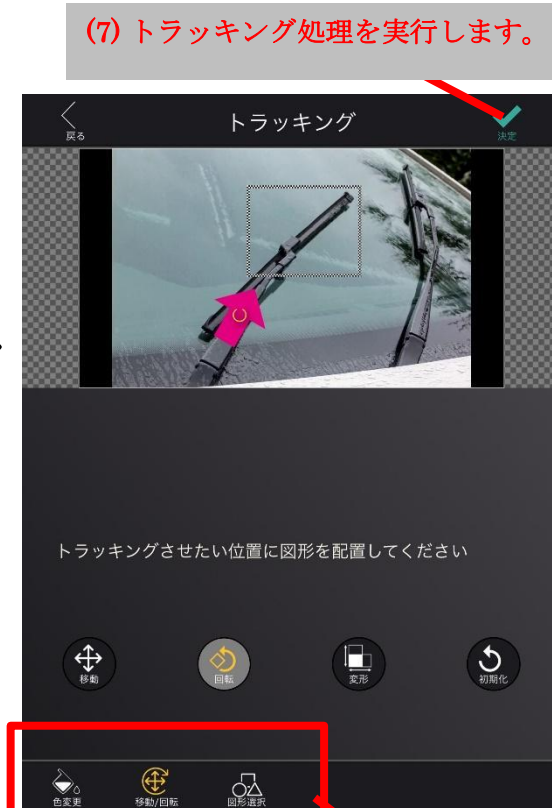 (7) トラッキング処理を実行します。
戻る
トラッキング
決定
トラッキングさせたい位置に図形を配置してください
移動
回転
変形
初期化
色変更
移動/回転
図形選択